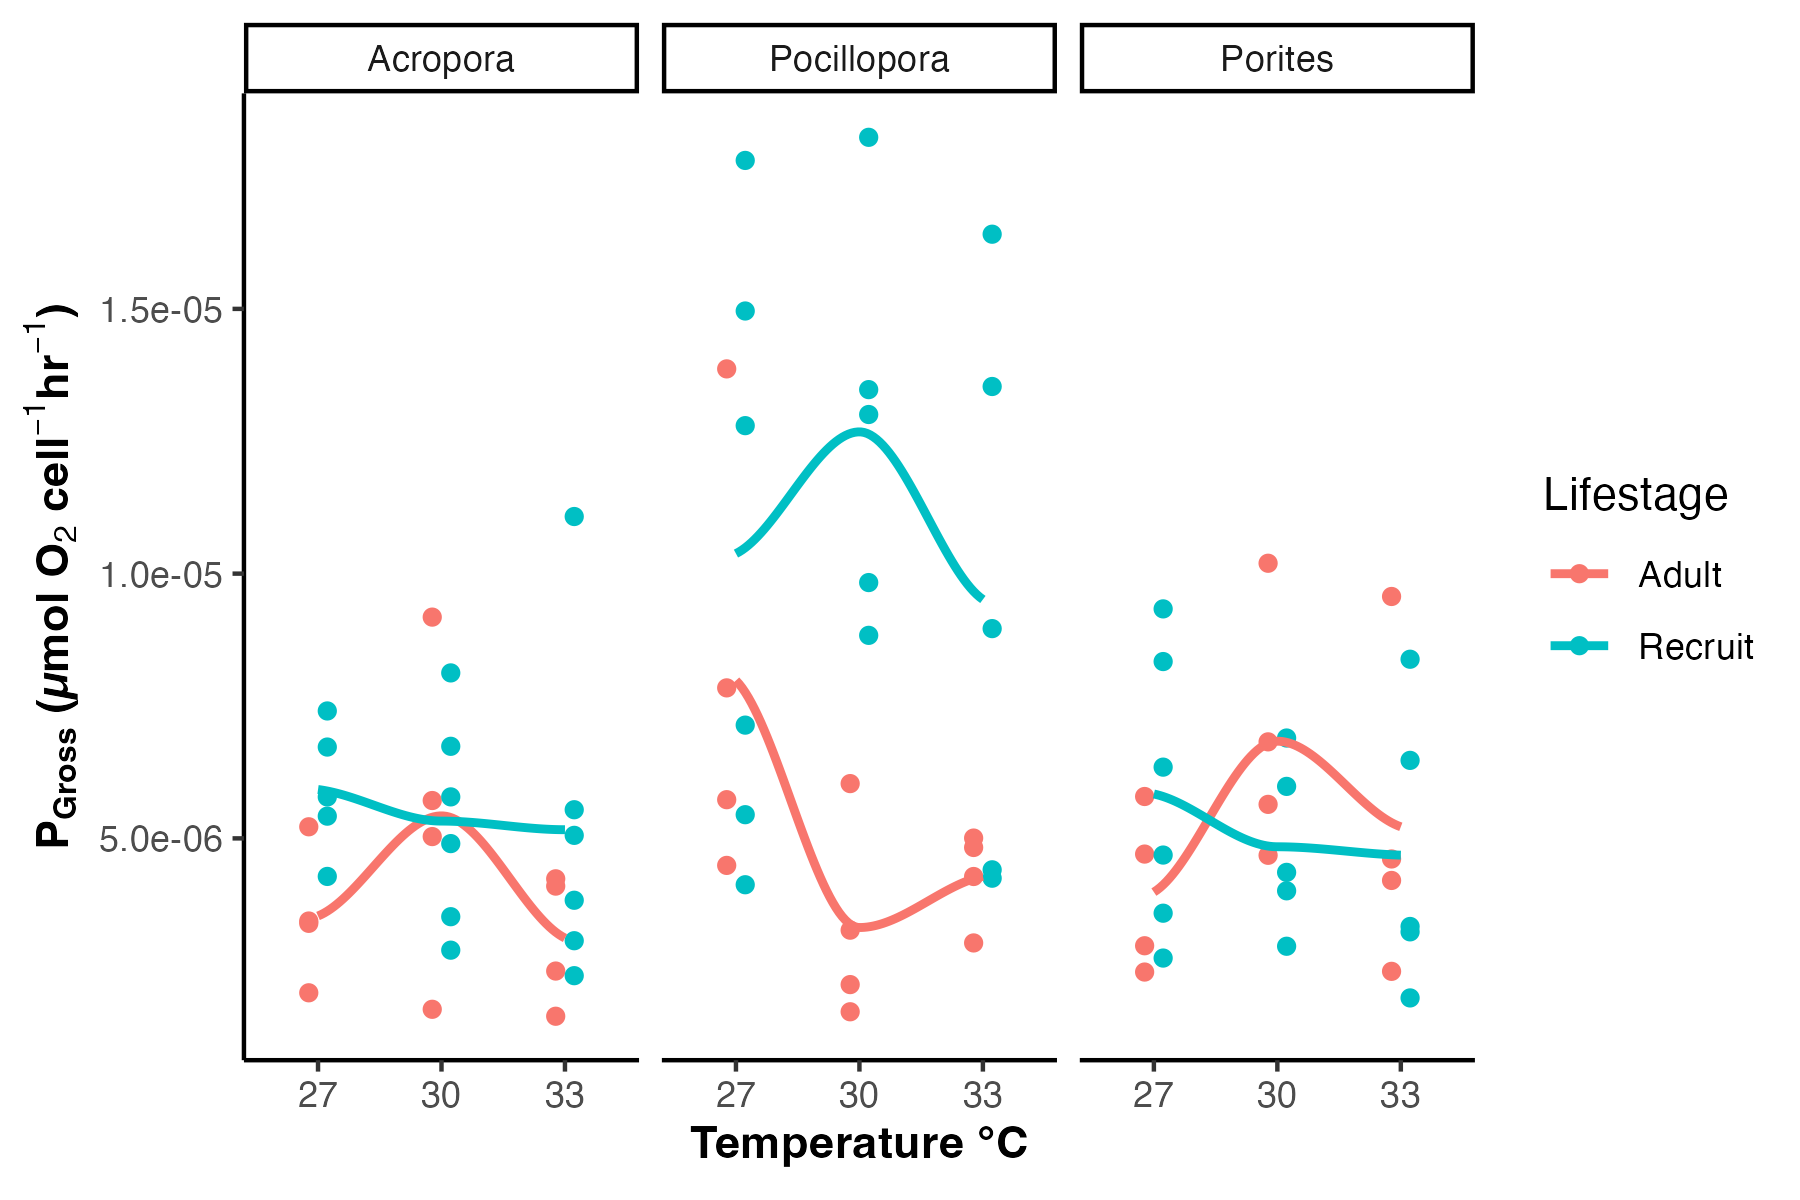 Acropora Pocillopora Porites
P_Gross (µmol O₂ cell⁻¹hr⁻¹)
1.5e-05
1.0e-05
5.0e-06
27 30 33 27 30 33 27 30 33
Temperature °C
Lifestage
Adult
Recruit